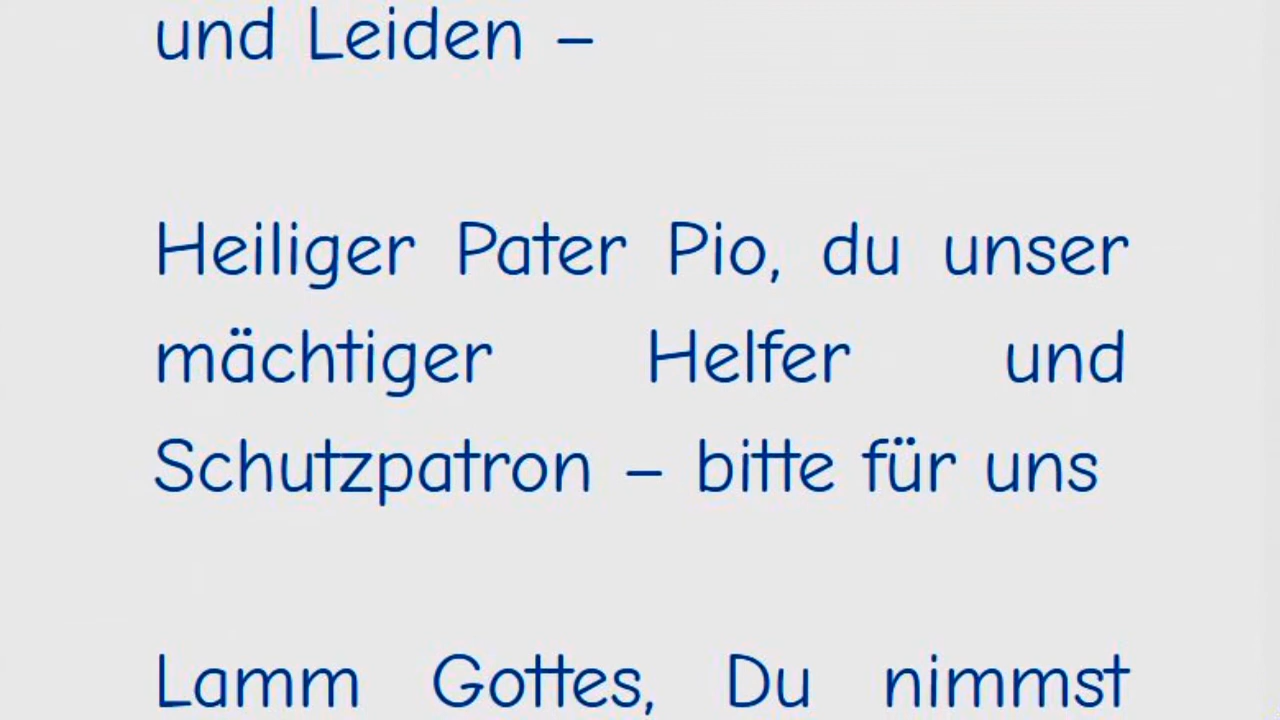 und Leiden –
Heiliger Pater Pio, du unser
mächtiger Helfer und
Schutzpatron – bitte für uns
Lamm Gottes, Du nimmst